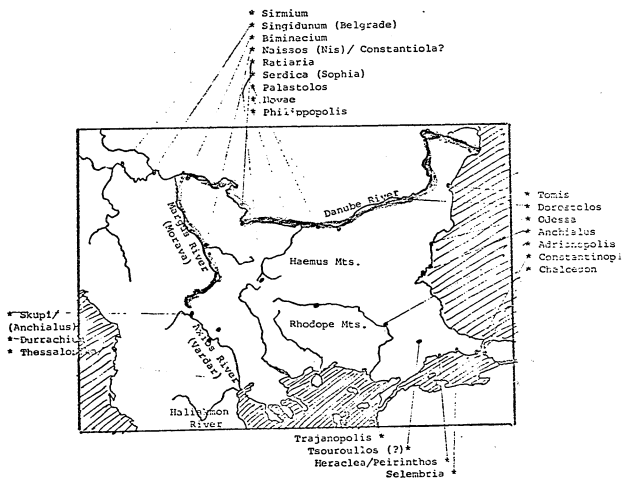 * Sirmium
* Singidunum (Belgrade)
* Biminacium
* Naissos (Nis)/ Constantiola?
* Ratiaria
* Serdica (Sophia)
* Palastolos
* Novae
* Philippopolis
Danube River
Margus River
(Morava)
Haemus Mts.
* Tomis
* Dorostolos
* Odessa
* Anchialus
* Adrianopolis
* Constantinopl
* Chalcedon
Rhodope Mts.
* Skupi/
(Anchialus)
* Durrachiu
* Thessalon
Axios River
(Vardar)
Haliakmon
River
Trajanopolis *
Tsouroullos (?)*
Heraclea/Peirinthos *
Selembria *